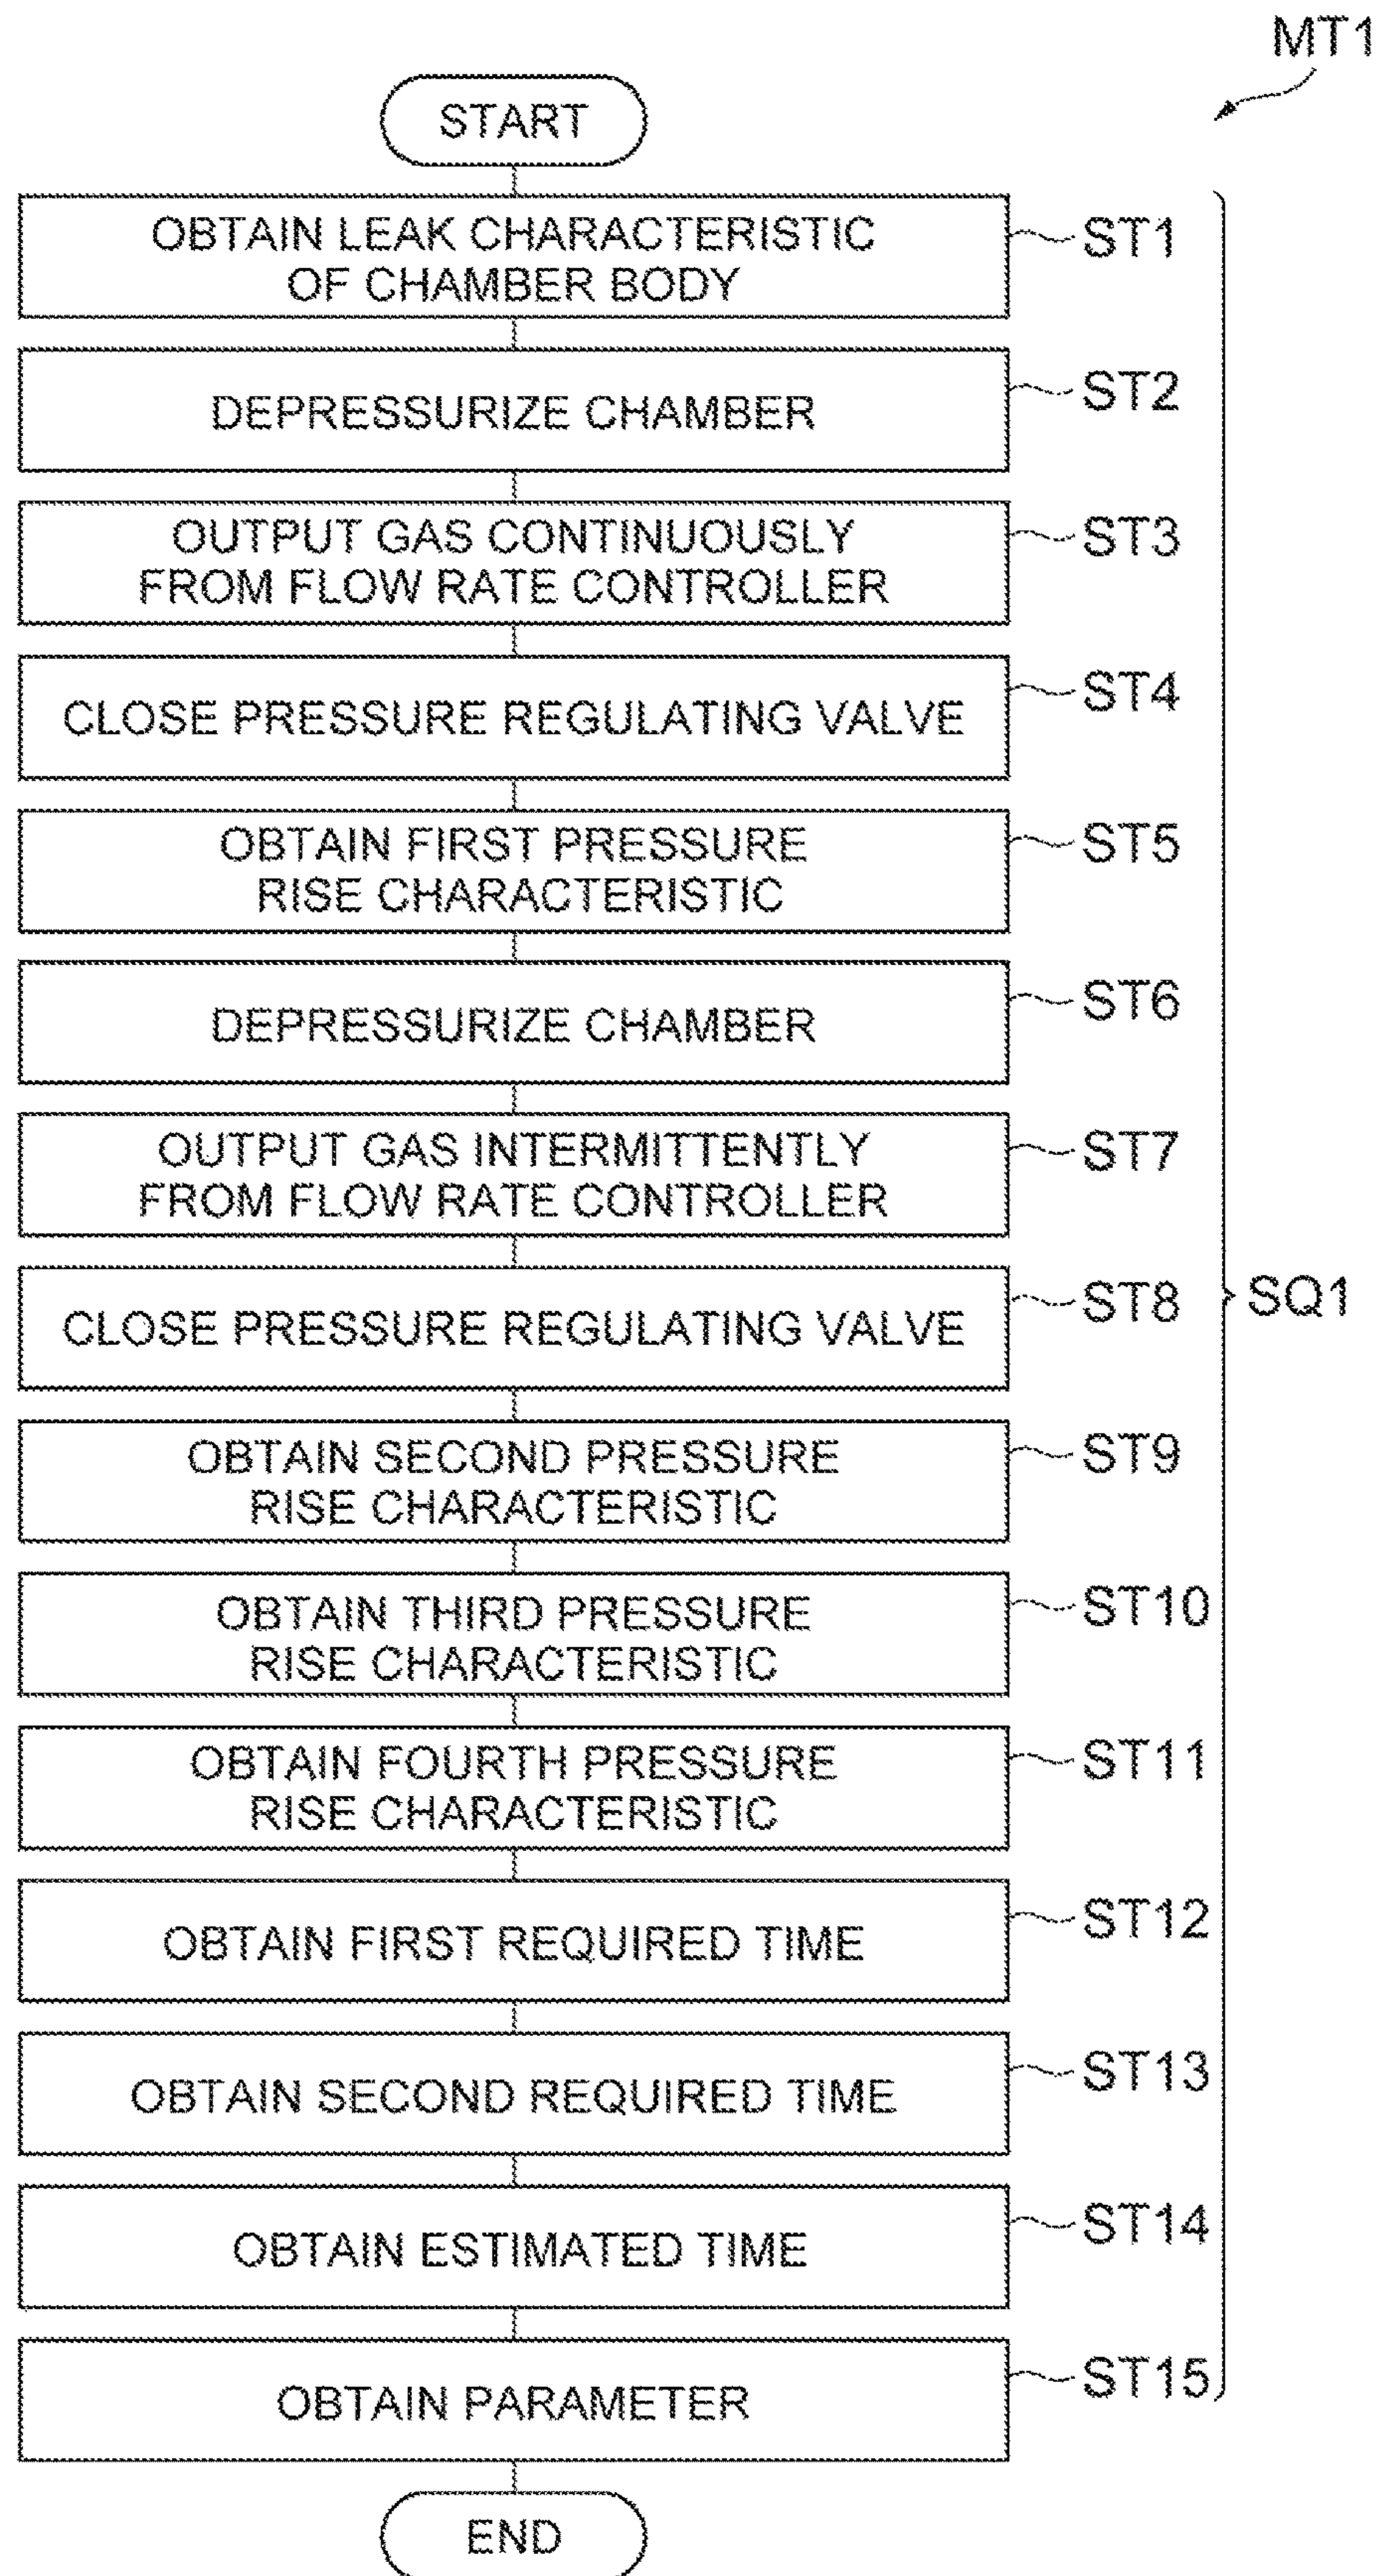 MT1
START
OBTAIN LEAK CHARACTERISTIC
OF CHAMBER BODY
ST1
DEPRESSURIZE CHAMBER
ST2
OUTPUT GAS CONTINUOUSLY
FROM FLOW RATE CONTROLLER
ST3
CLOSE PRESSURE REGULATING VALVE
ST4
OBTAIN FIRST PRESSURE
RISE CHARACTERISTIC
ST5
DEPRESSURIZE CHAMBER
ST6
OUTPUT GAS INTERMITTENTLY
FROM FLOW RATE CONTROLLER
ST7
CLOSE PRESSURE REGULATING VALVE
ST8
SQ1
OBTAIN SECOND PRESSURE
RISE CHARACTERISTIC
ST9
OBTAIN THIRD PRESSURE
RISE CHARACTERISTIC
ST10
OBTAIN FOURTH PRESSURE
RISE CHARACTERISTIC
ST11
OBTAIN FIRST REQUIRED TIME
ST12
OBTAIN SECOND REQUIRED TIME
ST13
OBTAIN ESTIMATED TIME
ST14
OBTAIN PARAMETER
ST15
END